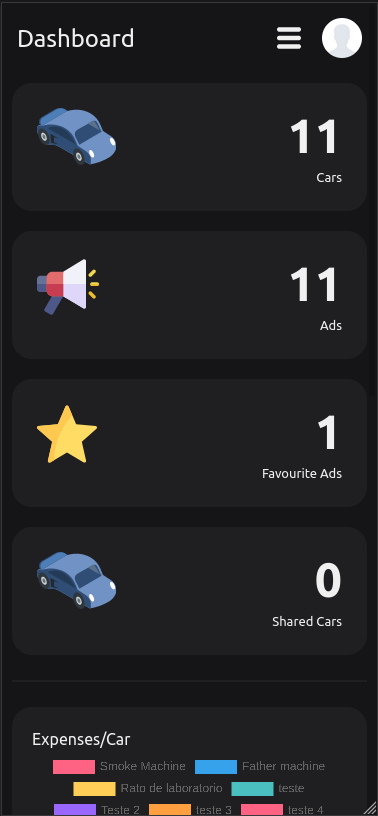 Dashboard
11
Cars
11
Ads
1
Favourite Ads
0
Shared Cars
Expenses/Car
Smoke Machine Father machine
Rato de laboratorio teste
Teste 2 teste 3 teste 4